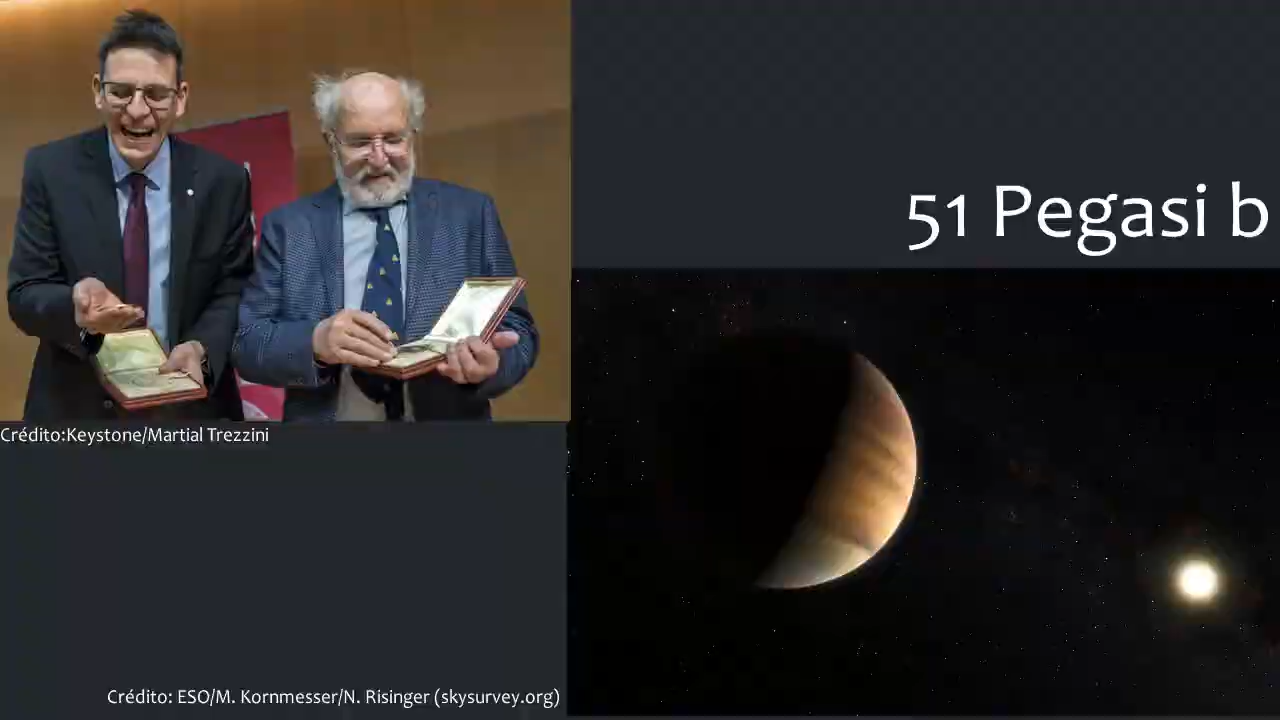 51 Pegasi b
Crédito:Keystone/Martial Trezzini
Crédito: ESO/M. Kornmesser/N. Risinger (skysurvey.org)